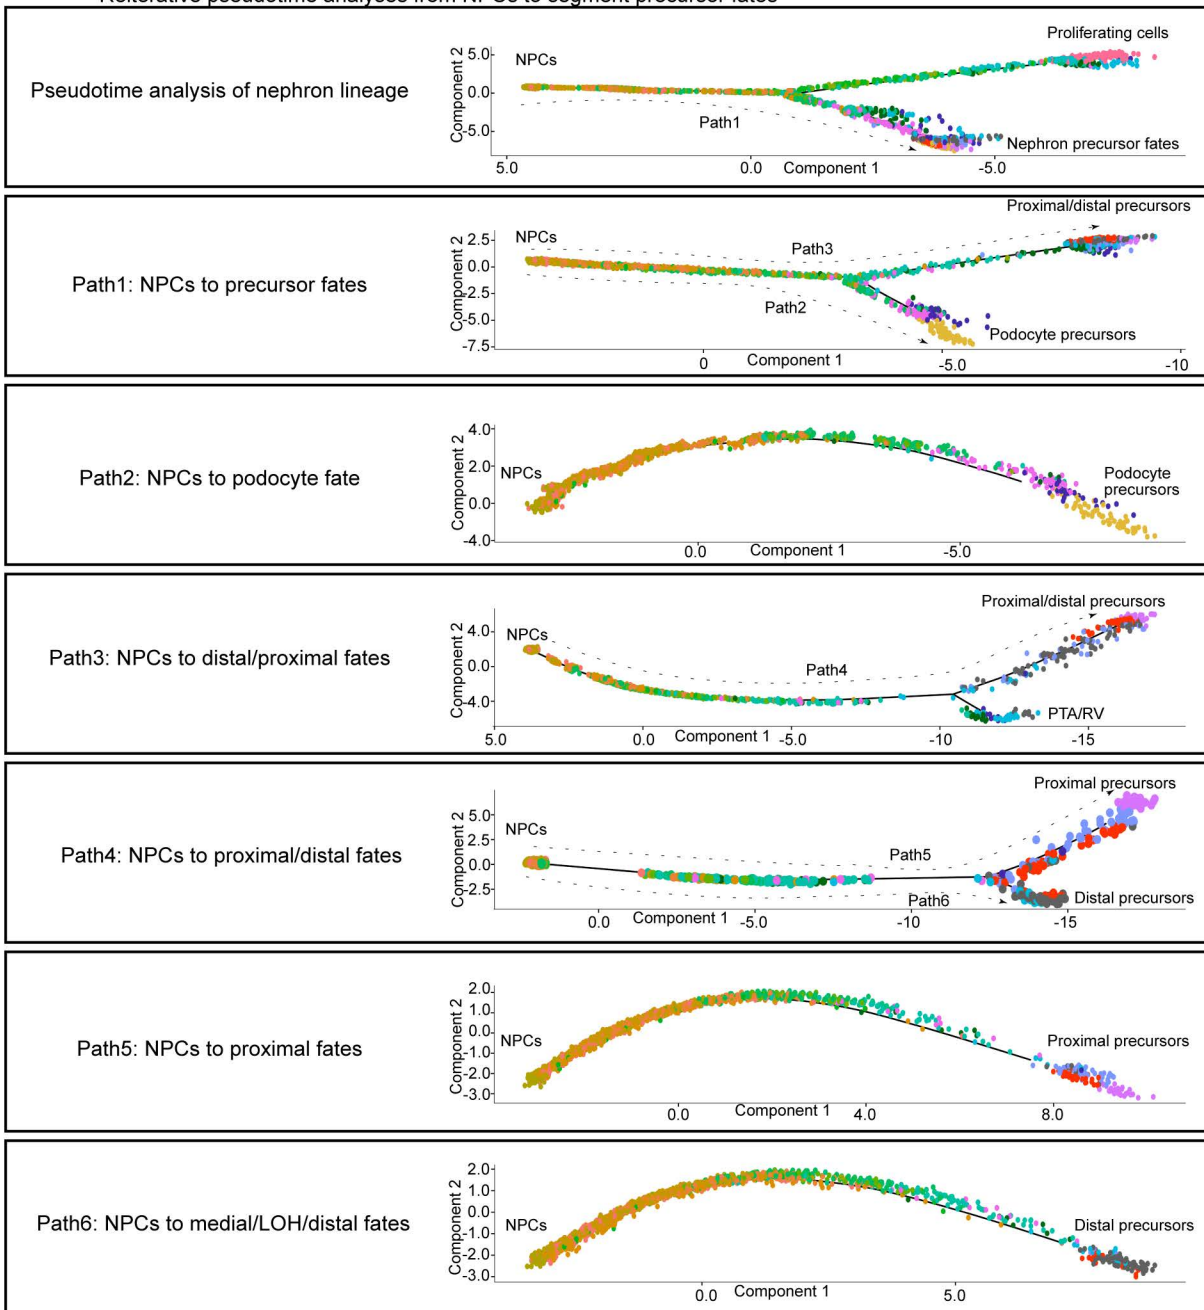 Reiterative pseudotime analyses from NPCs to segment precursor fates
Pseudotime analysis of nephron lineage
Component 2
5.0
0.0
-5.0
NPCs
Path1
Proliferating cells
Nephron precursor fates
5.0
0.0
Component 1
-5.0
Path1: NPCs to precursor fates
Component 2
2.5
0.0
-2.5
-5.0
-7.5
NPCs
Path3
Path2
Proximal/distal precursors
Podocyte precursors
0
Component 1
-5.0
-10
Path2: NPCs to podocyte fate
Component 2
4.0
2.0
0.0
-4.0
NPCs
Podocyte
precursors
0.0
Component 1
-5.0
Path3: NPCs to distal/proximal fates
Component 2
4.0
0.0
-4.0
NPCs
Path4
Proximal/distal precursors
PTA/RV
5.0
0.0
Component 1
-5.0
-10
-15
Path4: NPCs to proximal/distal fates
Component 2
5.0
2.5
0.0
-2.5
NPCs
Path5
Path6
Proximal precursors
Distal precursors
0.0
Component 1
-5.0
-10
-15
Path5: NPCs to proximal fates
Component 2
2.0
1.0
0.0
-1.0
-2.0
-3.0
NPCs
Proximal precursors
0.0
Component 1
4.0
8.0
Path6: NPCs to medial/LOH/distal fates
Component 2
2.0
1.0
0.0
-1.0
-2.0
-3.0
NPCs
Distal precursors
0.0
Component 1
5.0